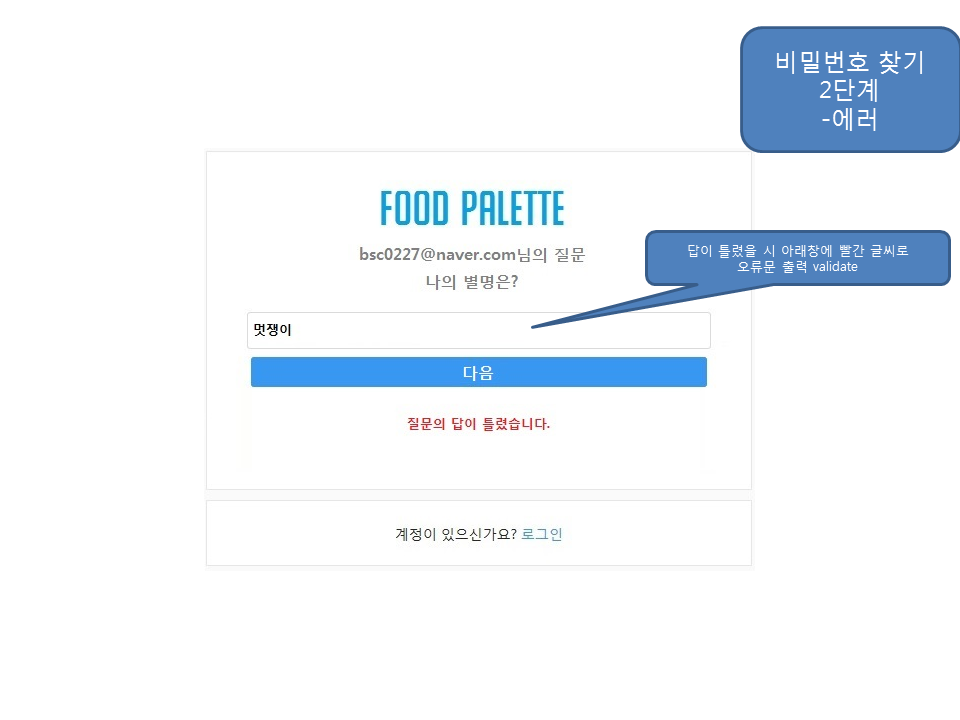 비밀번호 찾기
2단계
-에러
FOOD PALETTE
bsc0227@naver.com님의 질문
나의 별명은?
답이 틀렸을 시 아래창에 빨간 글씨로
오류문 출력 validate
멋쟁이
다음
질문의 답이 틀렸습니다.
계정이 있으신가요? 로그인